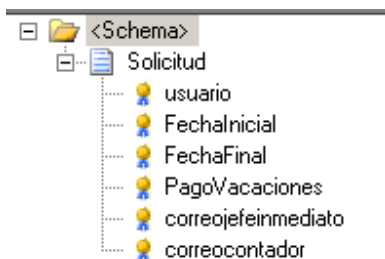 <Schema>
Solicitud
usuario
FechaInicial
FechaFinal
PagoVacaciones
correojefeinmediato
correocontador